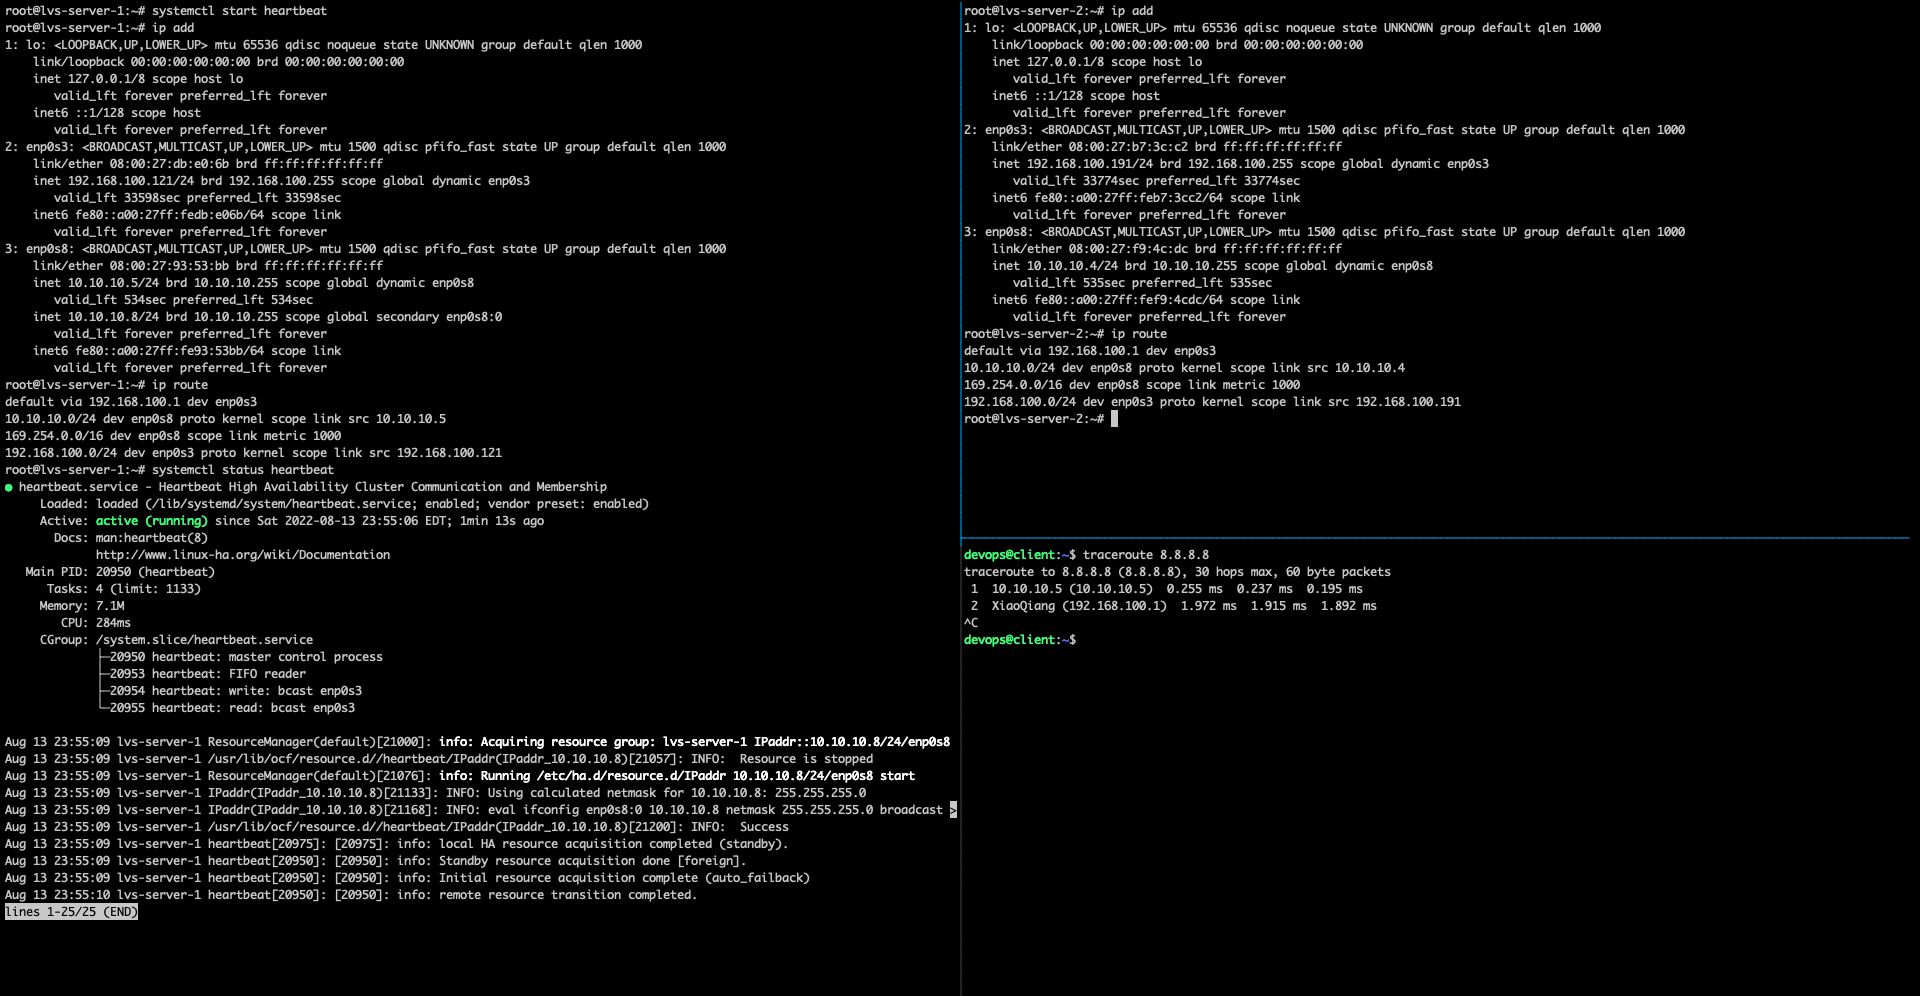 root@lvs-server-1:~# systemctl start heartbeat
root@lvs-server-1:~# ip add
1: lo: <LOOPBACK,UP,LOWER_UP> mtu 65536 qdisc noqueue state UNKNOWN group default qlen 1000
    link/loopback 00:00:00:00:00:00 brd 00:00:00:00:00:00
    inet 127.0.0.1/8 scope host lo
       valid_lft forever preferred_lft forever
    inet6 ::1/128 scope host
       valid_lft forever preferred_lft forever
2: enp0s3: <BROADCAST,MULTICAST,UP,LOWER_UP> mtu 1500 qdisc pfifo_fast state UP group default qlen 1000
    link/ether 08:00:27:db:e0:6b brd ff:ff:ff:ff:ff:ff
    inet 192.168.100.121/24 brd 192.168.100.255 scope global dynamic enp0s3
       valid_lft 33598sec preferred_lft 33598sec
    inet6 fe80::a00:27ff:fedb:e06b/64 scope link
       valid_lft forever preferred_lft forever
3: enp0s8: <BROADCAST,MULTICAST,UP,LOWER_UP> mtu 1500 qdisc pfifo_fast state UP group default qlen 1000
    link/ether 08:00:27:93:53:bb brd ff:ff:ff:ff:ff:ff
    inet 10.10.10.5/24 brd 10.10.10.255 scope global dynamic enp0s8
       valid_lft 534sec preferred_lft 534sec
    inet 10.10.10.8/24 brd 10.10.10.255 scope global secondary enp0s8:0
       valid_lft forever preferred_lft forever
    inet6 fe80::a00:27ff:fe93:53bb/64 scope link
       valid_lft forever preferred_lft forever
root@lvs-server-1:~# ip route
default via 192.168.100.1 dev enp0s3
10.10.10.0/24 dev enp0s8 proto kernel scope link src 10.10.10.5
169.254.0.0/16 dev enp0s8 scope link metric 1000
192.168.100.0/24 dev enp0s3 proto kernel scope link src 192.168.100.121
root@lvs-server-1:~# systemctl status heartbeat
● heartbeat.service - Heartbeat High Availability Cluster Communication and Membership
     Loaded: loaded (/lib/systemd/system/heartbeat.service; enabled; vendor preset: enabled)
     Active: active (running) since Sat 2022-08-13 23:55:06 EDT; 1min 13s ago
       Docs: man:heartbeat(8)
             http://www.linux-ha.org/wiki/Documentation
   Main PID: 20950 (heartbeat)
      Tasks: 4 (limit: 1133)
     Memory: 7.1M
        CPU: 284ms
     CGroup: /system.slice/heartbeat.service
             ├─20950 heartbeat: master control process
             ├─20953 heartbeat: FIFO reader
             ├─20954 heartbeat: write: bcast enp0s3
             └─20955 heartbeat: read: bcast enp0s3
Aug 13 23:55:09 lvs-server-1 ResourceManager(default)[21000]: info: Acquiring resource group: lvs-server-1 IPaddr::10.10.10.8/24/enp0s8
Aug 13 23:55:09 lvs-server-1 /usr/lib/ocf/resource.d//heartbeat/IPaddr(IPaddr_10.10.10.8)[21057]: INFO:  Resource is stopped
Aug 13 23:55:09 lvs-server-1 ResourceManager(default)[21076]: info: Running /etc/ha.d/resource.d/IPaddr 10.10.10.8/24/enp0s8 start
Aug 13 23:55:09 lvs-server-1 IPaddr(IPaddr_10.10.10.8)[21133]: INFO: Using calculated netmask for 10.10.10.8: 255.255.255.0
Aug 13 23:55:09 lvs-server-1 IPaddr(IPaddr_10.10.10.8)[21168]: INFO: eval ifconfig enp0s8:0 10.10.10.8 netmask 255.255.255.0 broadcast >
Aug 13 23:55:09 lvs-server-1 /usr/lib/ocf/resource.d//heartbeat/IPaddr(IPaddr_10.10.10.8)[21200]: INFO:  Success
Aug 13 23:55:09 lvs-server-1 heartbeat[20975]: [20975]: info: local HA resource acquisition completed (standby).
Aug 13 23:55:09 lvs-server-1 heartbeat[20950]: [20950]: info: Standby resource acquisition done [foreign].
Aug 13 23:55:09 lvs-server-1 heartbeat[20950]: [20950]: info: Initial resource acquisition complete (auto_failback)
Aug 13 23:55:10 lvs-server-1 heartbeat[20950]: [20950]: info: remote resource transition completed.
lines 1-25/25 (END)
root@lvs-server-2:~# ip add
1: lo: <LOOPBACK,UP,LOWER_UP> mtu 65536 qdisc noqueue state UNKNOWN group default qlen 1000
    link/loopback 00:00:00:00:00:00 brd 00:00:00:00:00:00
    inet 127.0.0.1/8 scope host lo
       valid_lft forever preferred_lft forever
    inet6 ::1/128 scope host
       valid_lft forever preferred_lft forever
2: enp0s3: <BROADCAST,MULTICAST,UP,LOWER_UP> mtu 1500 qdisc pfifo_fast state UP group default qlen 1000
    link/ether 08:00:27:b7:3c:c2 brd ff:ff:ff:ff:ff:ff
    inet 192.168.100.191/24 brd 192.168.100.255 scope global dynamic enp0s3
       valid_lft 33774sec preferred_lft 33774sec
    inet6 fe80::a00:27ff:feb7:3cc2/64 scope link
       valid_lft forever preferred_lft forever
3: enp0s8: <BROADCAST,MULTICAST,UP,LOWER_UP> mtu 1500 qdisc pfifo_fast state UP group default qlen 1000
    link/ether 08:00:27:f9:4c:dc brd ff:ff:ff:ff:ff:ff
    inet 10.10.10.4/24 brd 10.10.10.255 scope global dynamic enp0s8
       valid_lft 535sec preferred_lft 535sec
    inet6 fe80::a00:27ff:fef9:4cdc/64 scope link
       valid_lft forever preferred_lft forever
root@lvs-server-2:~# ip route
default via 192.168.100.1 dev enp0s3
10.10.10.0/24 dev enp0s8 proto kernel scope link src 10.10.10.4
169.254.0.0/16 dev enp0s8 scope link metric 1000
192.168.100.0/24 dev enp0s3 proto kernel scope link src 192.168.100.191
root@lvs-server-2:~#
devops@client:~$ traceroute 8.8.8.8
traceroute to 8.8.8.8 (8.8.8.8), 30 hops max, 60 byte packets
 1  10.10.10.5 (10.10.10.5)  0.255 ms  0.237 ms  0.195 ms
 2  XiaoQiang (192.168.100.1)  1.972 ms  1.915 ms  1.892 ms
^C
devops@client:~$